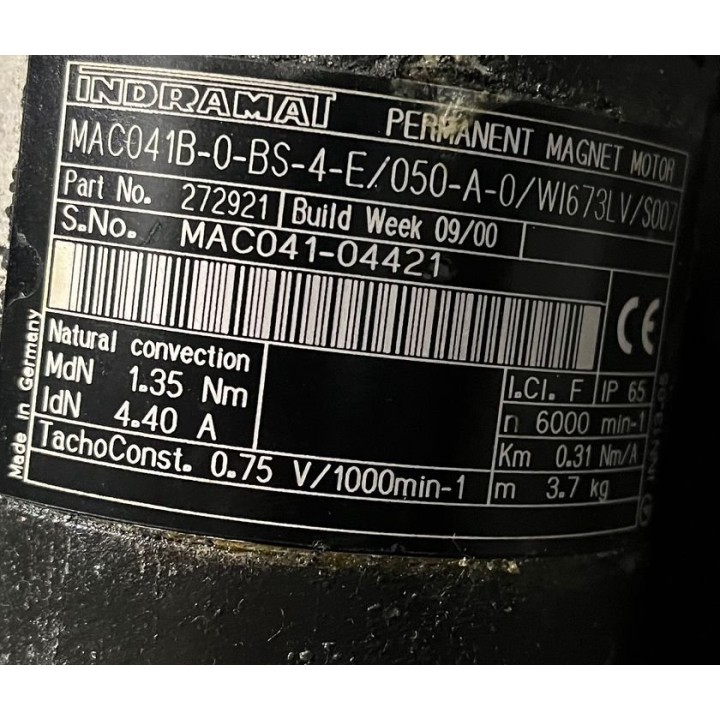 INDRAMAT
PERMANENT MAGNET MOTOR
MAC041B-0-BS-4-E/050-A-0/WI673LV/S007
Part No. 272921 Build Week 09/00
S.No. MAC041-04421
CE
Made in Germany
Natural convection
MdN 1.35 Nm
IdN 4.40 A
TachoConst. 0.75 V/1000min-1
I.Cl. F IP 65
n 6000 min-1
Km 0.31 Nm/A
m 3.7 kg